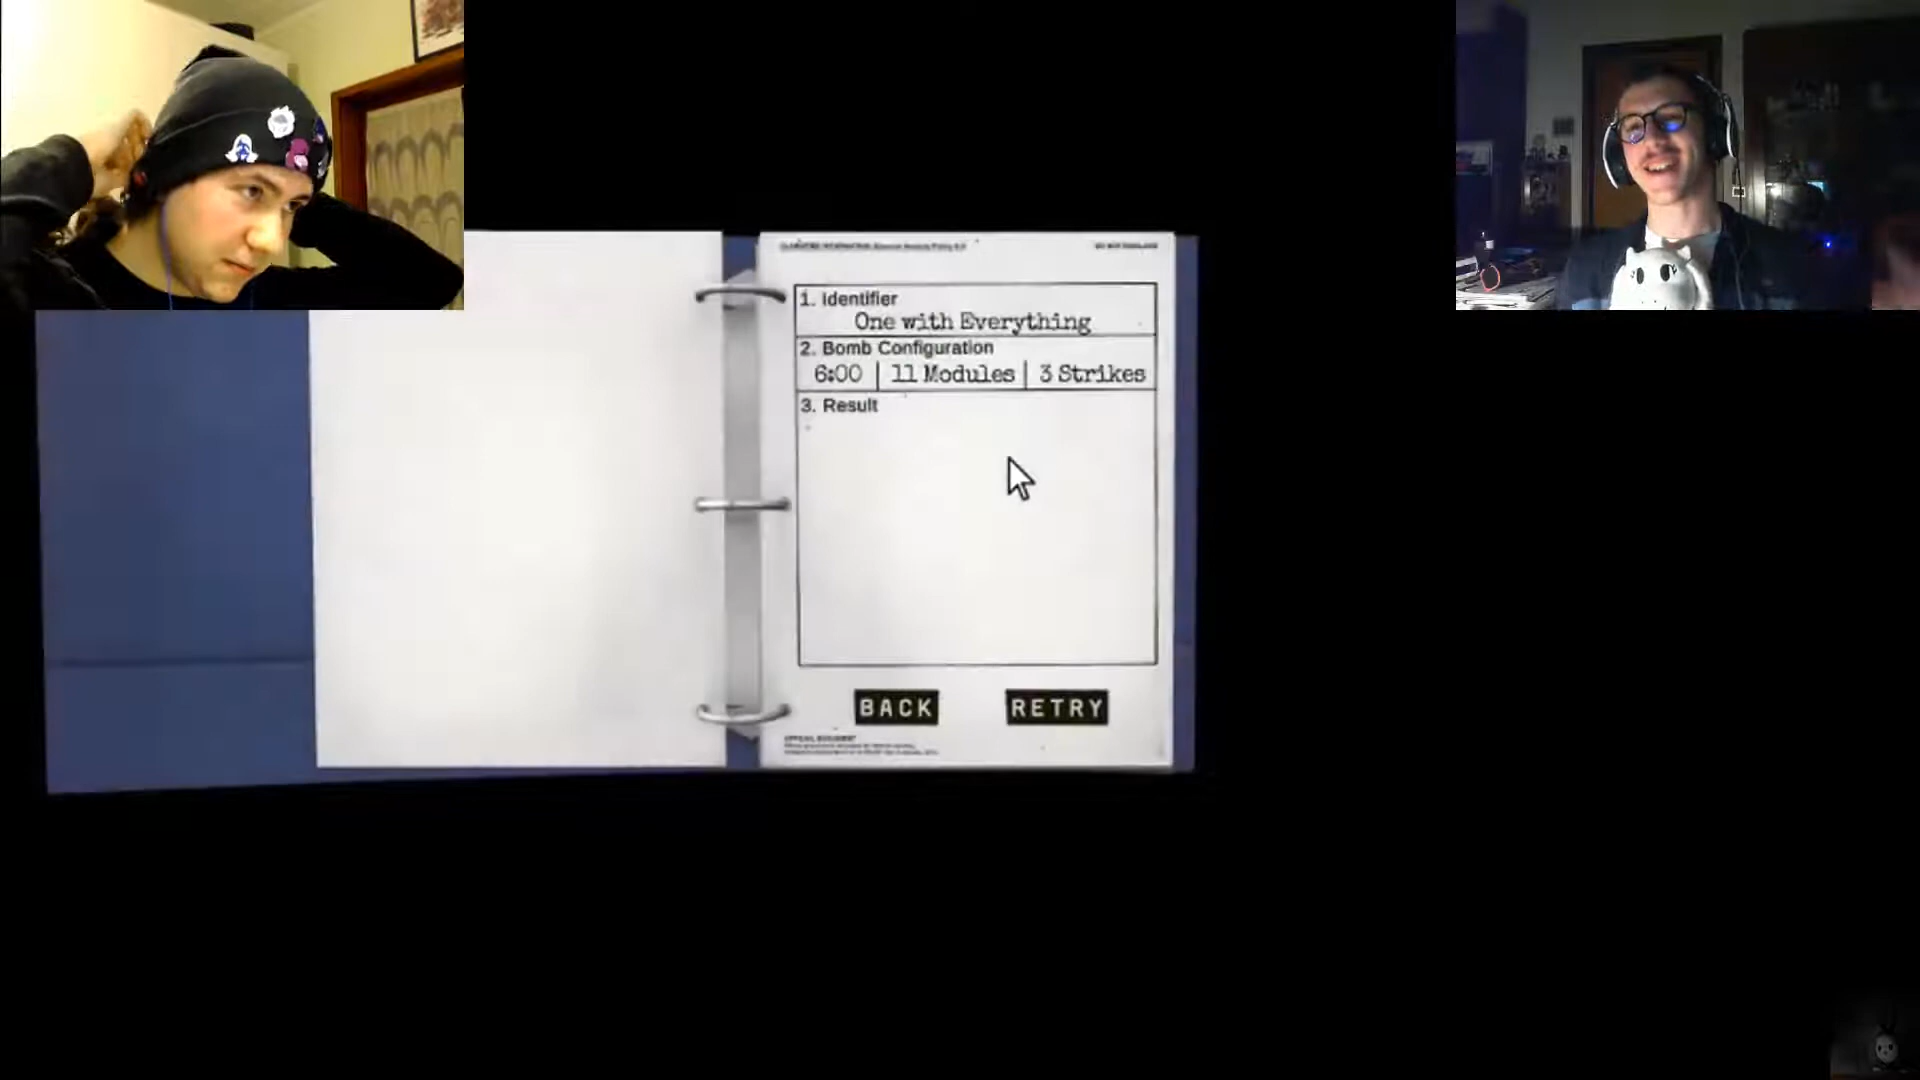 1. Identifier
One with Everything
2. Bomb Configuration
6:00 | 11 Modules | 3 Strikes
3. Result
BACK
RETRY